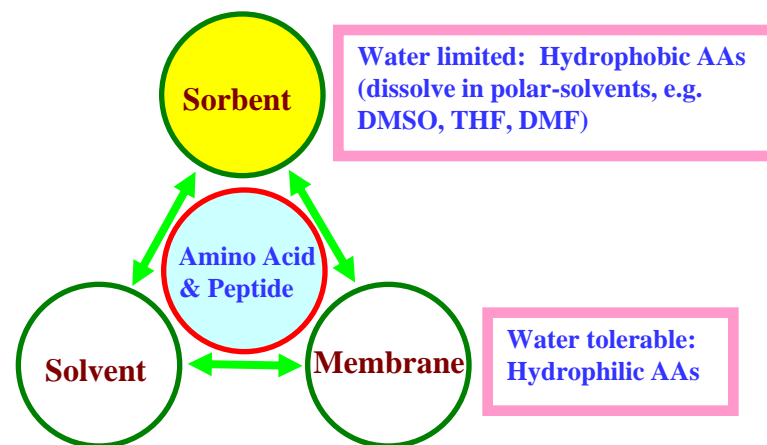 Sorbent
Water limited: Hydrophobic AAs
(dissolve in polar-solvents, e.g.
DMSO, THF, DMF)
Amino Acid
& Peptide
Solvent
Membrane
Water tolerable:
Hydrophilic AAs